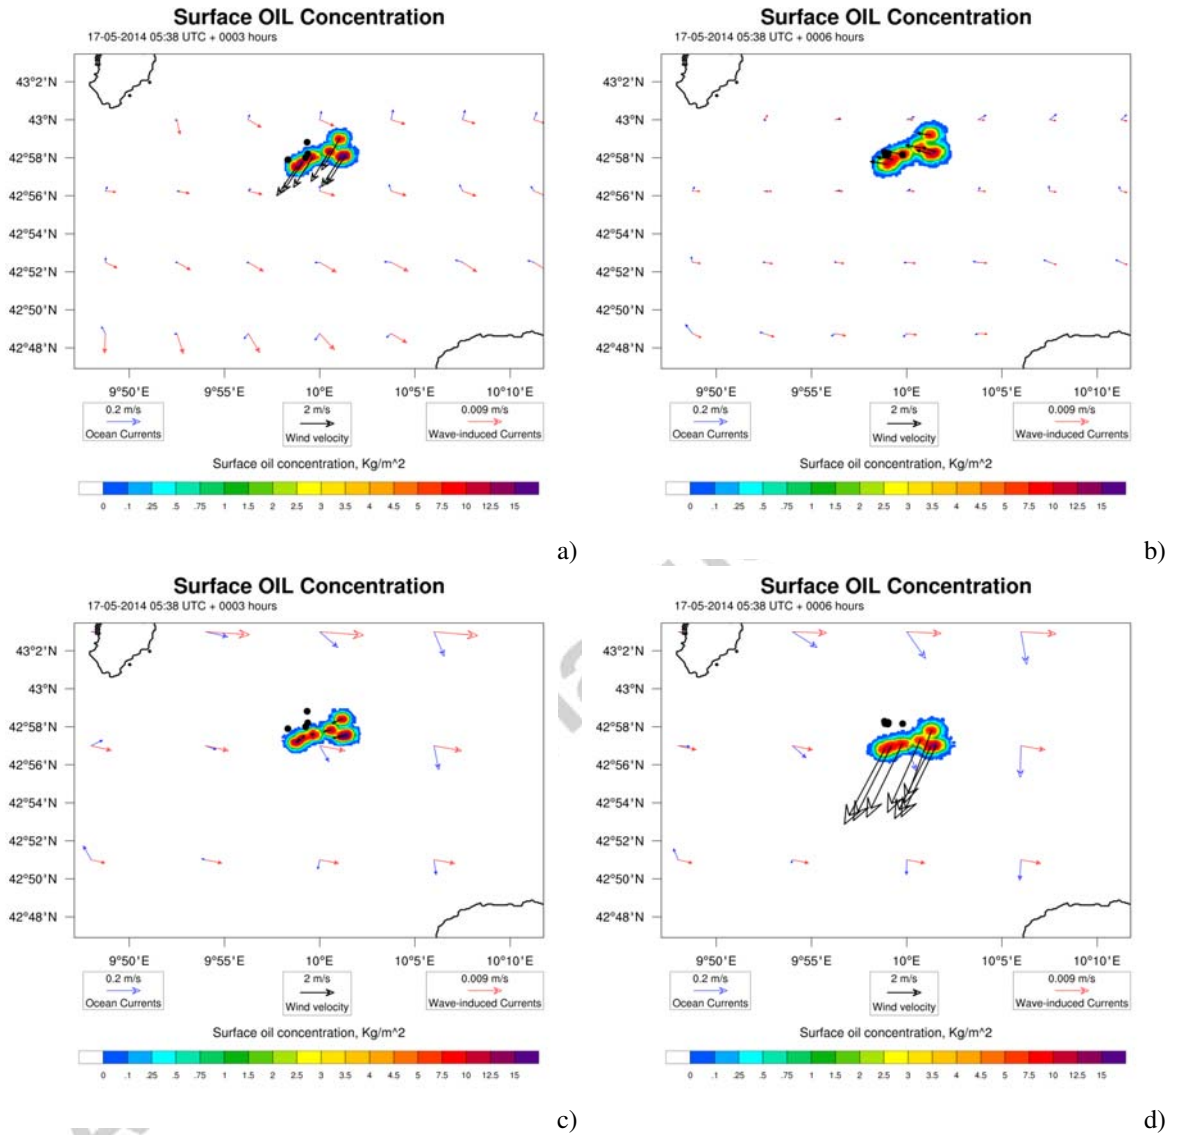 Surface OIL Concentration
17-05-2014 05:38 UTC + 0003 hours
43°2'N
43°N
42°58'N
42°56'N
42°54'N
42°52'N
42°50'N
42°48'N
9°50'E 9°55'E 10°E 10°5'E 10°10'E
0.2 m/s
Ocean Currents
2 m/s
Wind velocity
0.009 m/s
Wave-induced Currents
Surface oil concentration, Kg/m^2
0 .1 .25 .5 .75 1 1.5 2 2.5 3 3.5 4 4.5 5 7.5 10 12.5 15
a)
Surface OIL Concentration
17-05-2014 05:38 UTC + 0006 hours
43°2'N
43°N
42°58'N
42°56'N
42°54'N
42°52'N
42°50'N
42°48'N
9°50'E 9°55'E 10°E 10°5'E 10°10'E
0.2 m/s
Ocean Currents
2 m/s
Wind velocity
0.009 m/s
Wave-induced Currents
Surface oil concentration, Kg/m^2
0 .1 .25 .5 .75 1 1.5 2 2.5 3 3.5 4 4.5 5 7.5 10 12.5 15
b)
Surface OIL Concentration
17-05-2014 05:38 UTC + 0003 hours
43°2'N
43°N
42°58'N
42°56'N
42°54'N
42°52'N
42°50'N
42°48'N
9°50'E 9°55'E 10°E 10°5'E 10°10'E
0.2 m/s
Ocean Currents
2 m/s
Wind velocity
0.009 m/s
Wave-induced Currents
Surface oil concentration, Kg/m^2
0 .1 .25 .5 .75 1 1.5 2 2.5 3 3.5 4 4.5 5 7.5 10 12.5 15
c)
Surface OIL Concentration
17-05-2014 05:38 UTC + 0006 hours
43°2'N
43°N
42°58'N
42°56'N
42°54'N
42°52'N
42°50'N
42°48'N
9°50'E 9°55'E 10°E 10°5'E 10°10'E
0.2 m/s
Ocean Currents
2 m/s
Wind velocity
0.009 m/s
Wave-induced Currents
Surface oil concentration, Kg/m^2
0 .1 .25 .5 .75 1 1.5 2 2.5 3 3.5 4 4.5 5 7.5 10 12.5 15
d)